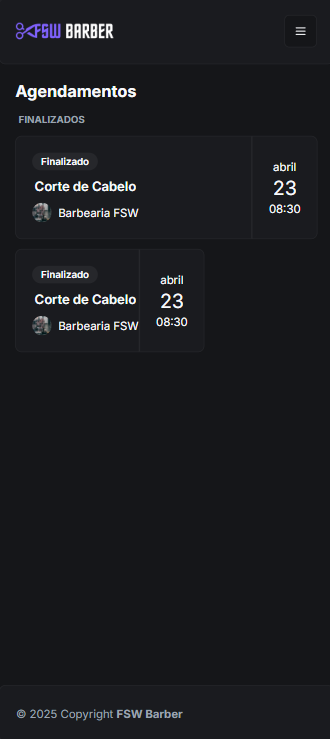 FSW BARBER
Agendamentos
FINALIZADOS
Finalizado
Corte de Cabelo
Barbearia FSW
abril
23
08:30
Finalizado
Corte de Cabelo
Barbearia FSW
abril
23
08:30
© 2025 Copyright FSW Barber